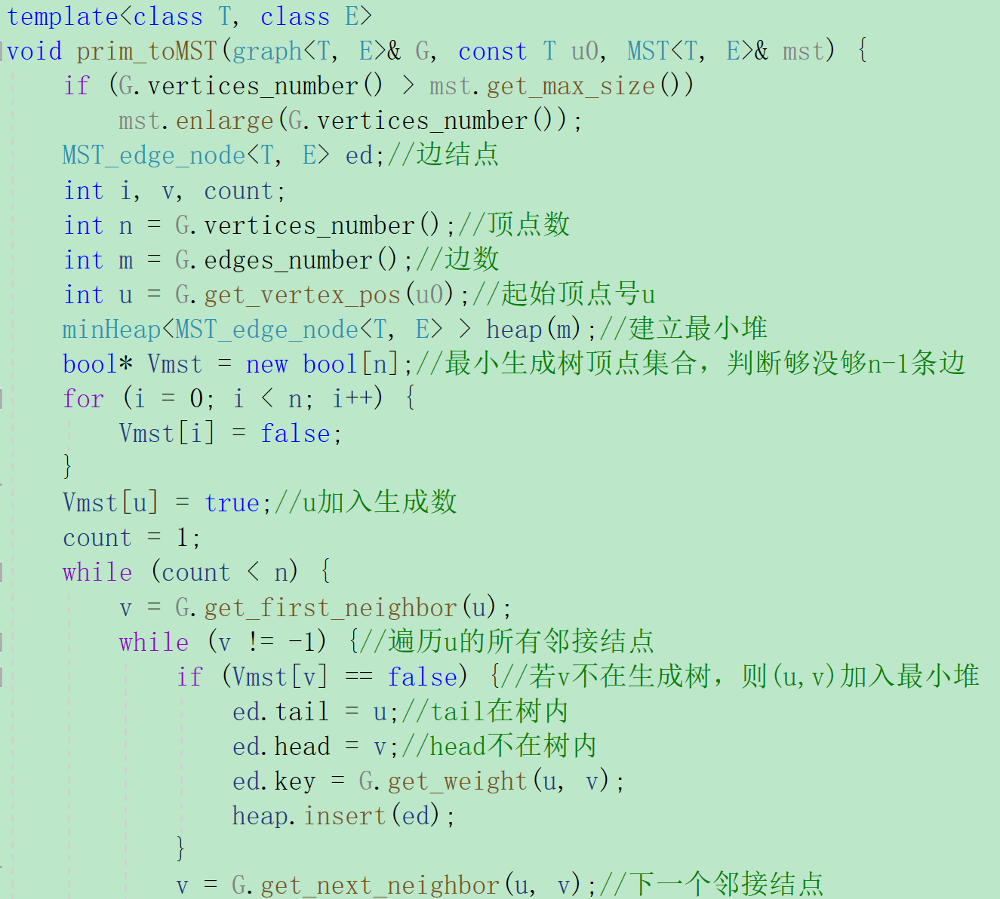 template<class T, class E>
void prim_toMST(graph<T, E>& G, const T u0, MST<T, E>& mst) {
    if (G.vertices_number() > mst.get_max_size())
        mst.enlarge(G.vertices_number());
    MST_edge_node<T, E> ed;//边结点
    int i, v, count;
    int n = G.vertices_number();//顶点数
    int m = G.edges_number();//边数
    int u = G.get_vertex_pos(u0);//起始顶点号u
    minHeap<MST_edge_node<T, E> > heap(m);//建立最小堆
    bool* Vmst = new bool[n];//最小生成树顶点集合，判断够没够n-1条边
    for (i = 0; i < n; i++) {
        Vmst[i] = false;
    }
    Vmst[u] = true;//u加入生成数
    count = 1;
    while (count < n) {
        v = G.get_first_neighbor(u);
        while (v != -1) {//遍历u的所有邻接结点
            if (Vmst[v] == false) {//若v不在生成树，则(u,v)加入最小堆
                ed.tail = u;//tail在树内
                ed.head = v;//head不在树内
                ed.key = G.get_weight(u, v);
                heap.insert(ed);
            }
            v = G.get_next_neighbor(u, v);//下一个邻接结点